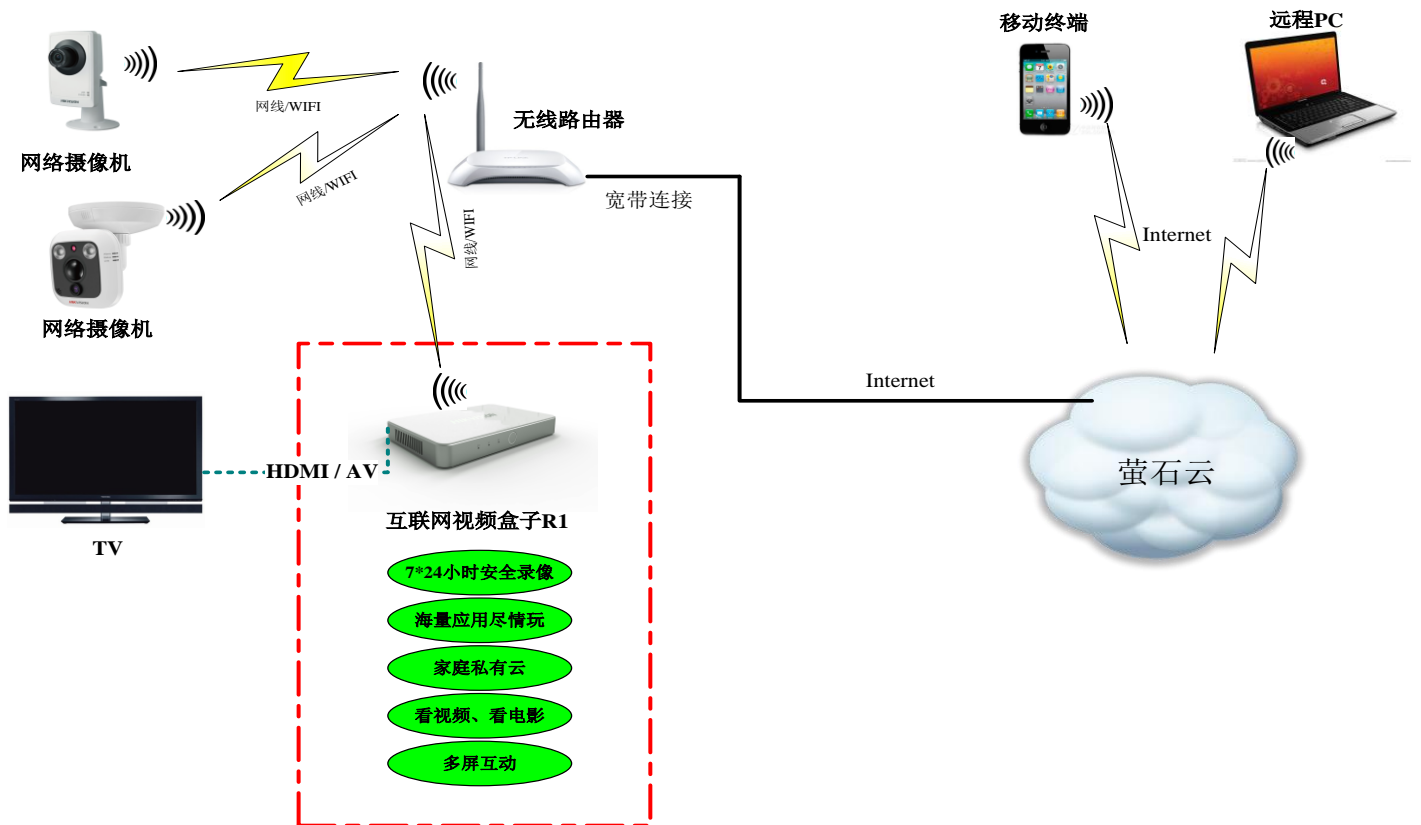 移动终端
远程PC
网线/WIFI
无线路由器
网络摄像机
网线/WIFI
宽带连接
网线/WIFI
Internet
网络摄像机
Internet
萤石云
HDMI / AV
互联网视频盒子R1
TV
7*24小时安全录像
海量应用尽情玩
家庭私有云
看视频、看电影
多屏互动